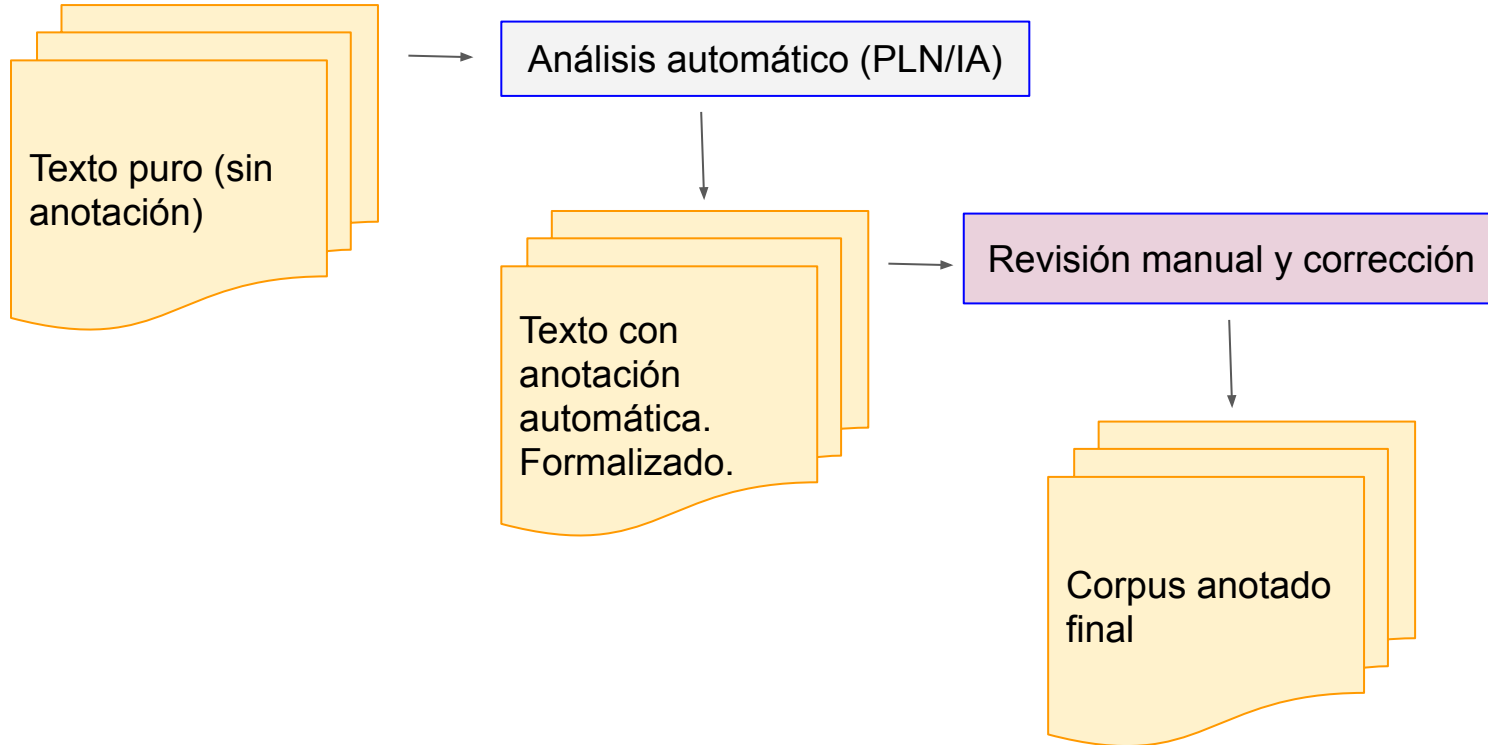 Análisis automático (PLN/IA)
Texto puro (sin
anotación)
Revisión manual y corrección
Texto con
anotación
automática.
Formalizado.
Corpus anotado
final